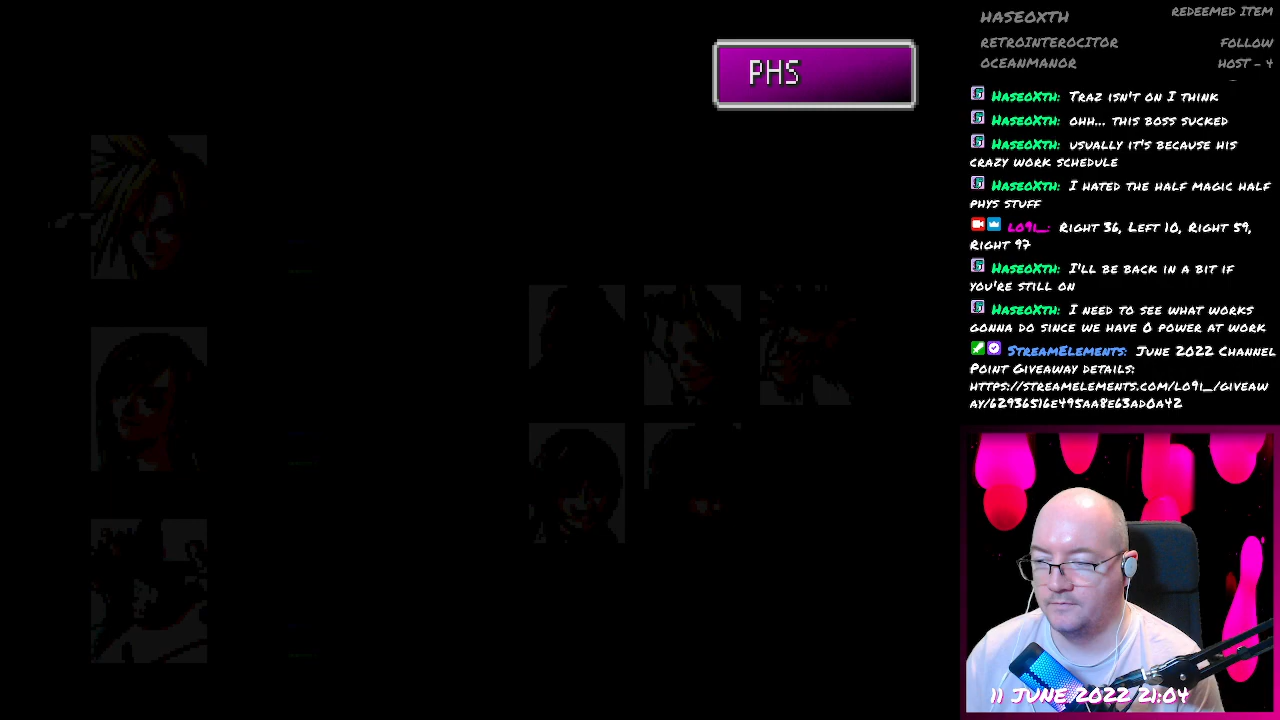 PHS
HASEOXTH REDEEMED ITEM
RETROINTEROCITOR FOLLOW
OCEANMANOR HOST - 4
HASEOXTH: TRAZ ISN'T ON I THINK
HASEOXTH: OHH... THIS BOSS SUCKED
HASEOXTH: USUALLY IT'S BECAUSE HIS
CRAZY WORK SCHEDULE
HASEOXTH: I HATED THE HALF MAGIC HALF
PHYS STUFF
LO9I_: RIGHT 36, LEFT 10, RIGHT 59,
RIGHT 97
HASEOXTH: I'LL BE BACK IN A BIT IF
YOU'RE STILL ON
HASEOXTH: I NEED TO SEE WHAT WORKS
GONNA DO SINCE WE HAVE 0 POWER AT WORK
STREAMELEMENTS: JUNE 2022 CHANNEL
POINT GIVEAWAY DETAILS:
HTTPS://STREAMELEMENTS.COM/LO9I_/GIVEAW
AY/62936516E495AA8E63AD0A42
11 JUNE 2022 21:04